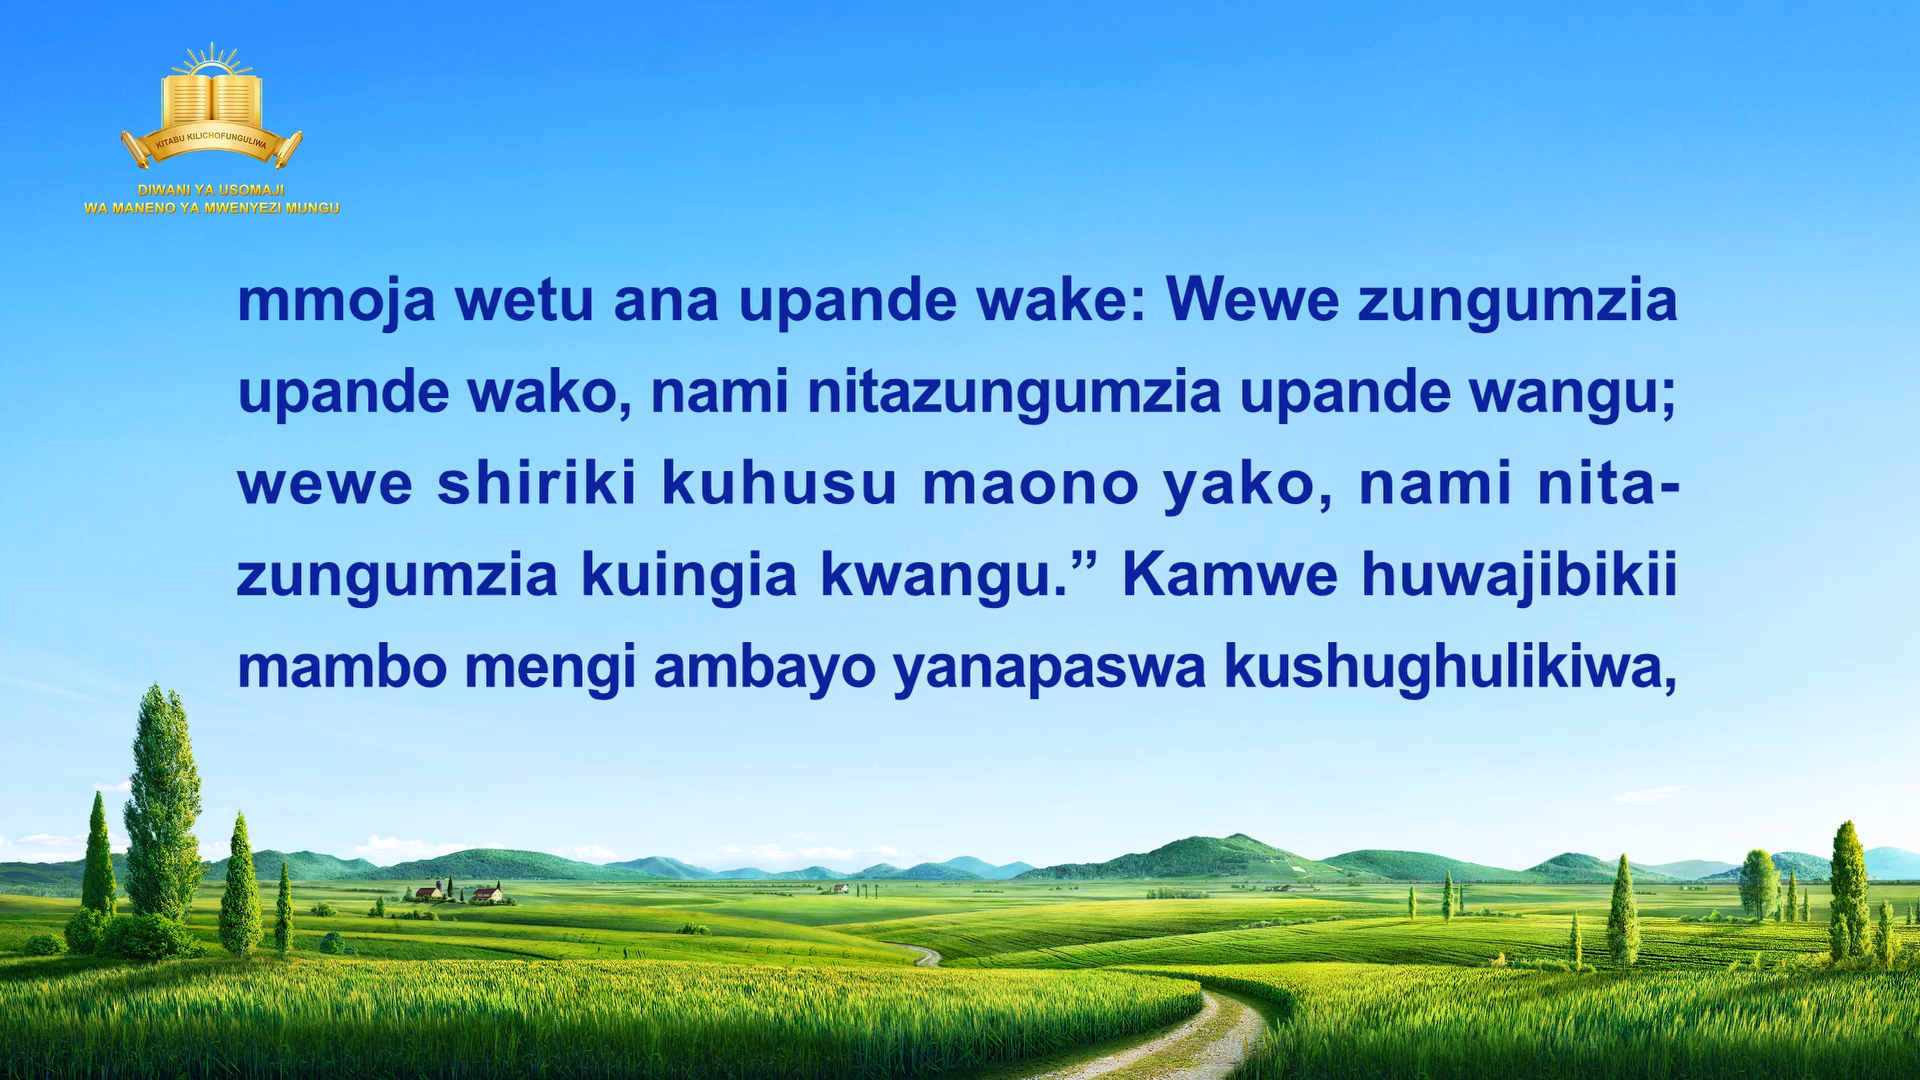 KITABU KILICHOFUNGULIWA
DIWANI YA USOMAJI
WA MANENO YA MWENYEZI MUNGU
mmoja wetu ana upande wake: Wewe zungumzia
upande wako, nami nitazungumzia upande wangu;
wewe shiriki kuhusu maono yako, nami nita-
zungumzia kuingia kwangu.” Kamwe huwajibikii
mambo mengi ambayo yanapaswa kushughulikiwa,